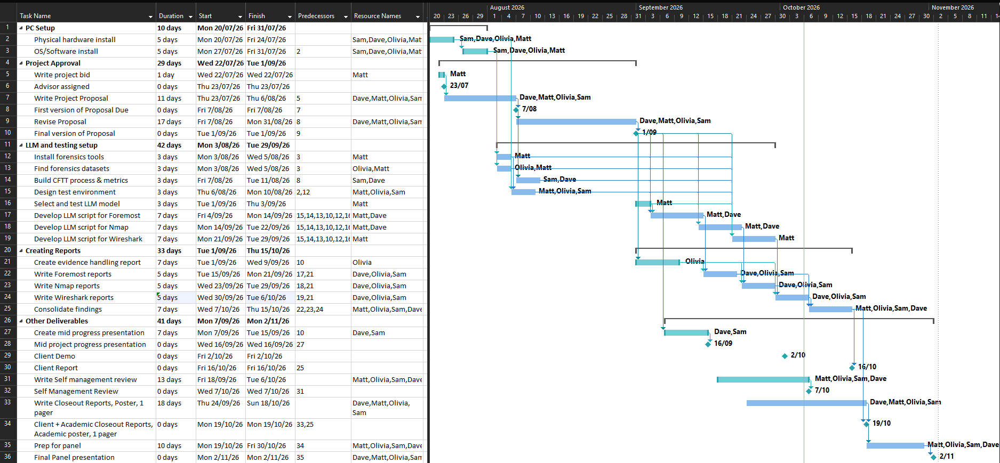 August 2026 September 2026 October 2026 November 2026
Task Name Duration Start Finish Predecessors Resource Names 20 23 26 29 1 4 7 10 13 16 19 22 25 28 31 3 6 9 12 15 18 21 24 27 30 3 6 9 12 15 18 21 24 27 30 2 5 8 11
1 PC Setup 10 days Mon 20/07/26 Fri 31/07/26
2 Physical hardware install 5 days Mon 20/07/26 Fri 24/07/26 Sam,Dave,Olivia,Mat Sam,Dave,Olivia,Matt
3 OS/Software install 5 days Mon 27/07/26 Fri 31/07/26 2 Sam,Dave,Olivia,Mat Sam,Dave,Olivia,Matt
4 Project Approval 29 days Wed 22/07/26 Tue 1/09/26
5 Write project bid 1 day Wed 22/07/26 Wed 22/07/26 Matt Matt
6 Advisor assigned 0 days Thu 23/07/26 Thu 23/07/26 23/07
7 Write Project Proposal 11 days Thu 23/07/26 Thu 6/08/26 5 Dave,Matt,Olivia,Sam Dave,Matt,Olivia,Sam
8 First version of Proposal Due 0 days Fri 7/08/26 Fri 7/08/26 7 7/08
9 Revise Proposal 17 days Fri 7/08/26 Mon 31/08/26 8 Dave,Matt,Olivia,Sam Dave,Matt,Olivia,Sam
10 Final version of Proposal 0 days Tue 1/09/26 Tue 1/09/26 9 1/09
11 LLM and testing setup 42 days Mon 3/08/26 Tue 29/09/26
12 Install forensics tools 3 days Mon 3/08/26 Wed 5/08/26 3 Matt Matt
13 Find forensics datasets 3 days Mon 3/08/26 Wed 5/08/26 3 Olivia,Matt Olivia,Matt
14 Build CFTT process & metrics 3 days Fri 7/08/26 Tue 11/08/26 8 Sam,Dave Sam,Dave
15 Design test environment 3 days Thu 6/08/26 Mon 10/08/26 2,12 Matt,Olivia,Sam Matt,Olivia,Sam
16 Select and test LLM model 3 days Tue 1/09/26 Thu 3/09/26 Matt Matt
17 Develop LLM script for Foremost 7 days Fri 4/09/26 Mon 14/09/26 15,14,13,10,12,16 Matt,Dave Matt,Dave
18 Develop LLM script for Nmap 7 days Mon 14/09/26 Tue 22/09/26 15,14,13,10,12,16 Matt,Dave Matt,Dave
19 Develop LLM script for Wireshark 7 days Mon 21/09/26 Tue 29/09/26 15,14,13,10,12,16 Matt Matt
20 Creating Reports 33 days Tue 1/09/26 Thu 15/10/26
21 Create evidence handling report 7 days Tue 1/09/26 Wed 9/09/26 10 Olivia Olivia
22 Write Foremost reports 5 days Tue 15/09/26 Mon 21/09/26 17,21 Dave,Olivia,Sam Dave,Olivia,Sam
23 Write Nmap reports 5 days Wed 23/09/26 Tue 29/09/26 18,21 Dave,Olivia,Sam Dave,Olivia,Sam
24 Write Wireshark reports 5 days Wed 30/09/26 Tue 6/10/26 19,21 Dave,Olivia,Sam Dave,Olivia,Sam
25 Consolidate findings 7 days Wed 7/10/26 Thu 15/10/26 22,23,24 Matt,Olivia,Sam,Dave Matt,Olivia,Sam,Dave
26 Other Deliverables 41 days Mon 7/09/26 Mon 2/11/26
27 Create mid progress presentation 7 days Mon 7/09/26 Tue 15/09/26 10 Dave,Sam Dave,Sam
28 Mid project progress presentation 0 days Wed 16/09/26 Wed 16/09/26 27 16/09
29 Client Demo 0 days Fri 2/10/26 Fri 2/10/26 2/10
30 Client Report 0 days Fri 16/10/26 Fri 16/10/26 25 16/10
31 Write Self management review 13 days Fri 18/09/26 Tue 6/10/26 Matt,Olivia,Sam,Dave Matt,Olivia,Sam,Dave
32 Self Management Review 0 days Wed 7/10/26 Wed 7/10/26 31 7/10
33 Write Closeout Reports, Poster, 1 18 days Thu 24/09/26 Sun 18/10/26 Dave,Matt,Olivia, Dave,Matt,Olivia,Sam
pager Sam
34 Client + Academic Closeout Reports, 0 days Mon 19/10/26 Mon 19/10/26 33,25 19/10
Academic poster, 1 pager
35 Prep for panel 10 days Mon 19/10/26 Fri 30/10/26 34 Matt,Olivia,Sam,Dave Matt,Olivia,Sam,Dave
36 Final Panel presentation 0 days Mon 2/11/26 Mon 2/11/26 35 Dave,Matt,Olivia,Sam 2/11